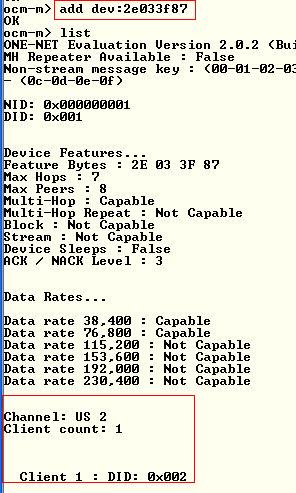 ocm-m> add dev:2e033f87
OK
ocm-m> list
ONE-NET Evaluation Version 2.0.2 (Bui
MH Repeater Available : False
Non-stream message key : (00-01-02-03
- (0c-0d-0e-0f)
NID: 0x000000001
DID: 0x001
Device Features...
Feature Bytes : 2E 03 3F 87
Max Hops : 7
Max Peers : 8
Multi-Hop : Capable
Multi-Hop Repeat : Not Capable
Block : Not Capable
Stream : Not Capable
Device Sleeps : False
ACK / NACK Level : 3
Data Rates...
Data rate 38,400 : Capable
Data rate 76,800 : Capable
Data rate 115,200 : Not Capable
Data rate 153,600 : Not Capable
Data rate 192,000 : Not Capable
Data rate 230,400 : Not Capable
Channel: US 2
Client count: 1
Client 1 : DID: 0x002